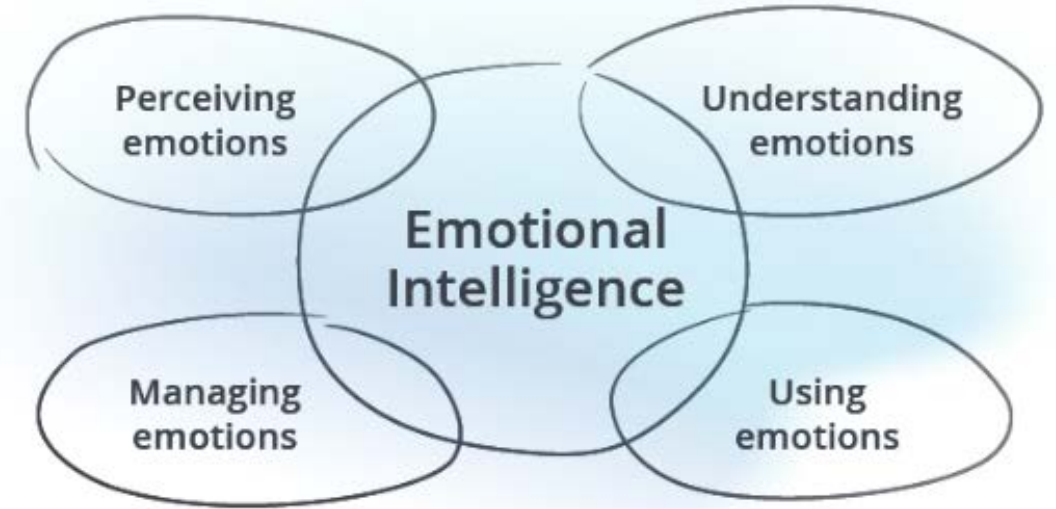 Perceiving
emotions
Understanding
emotions
Emotional
Intelligence
Managing
emotions
Using
emotions